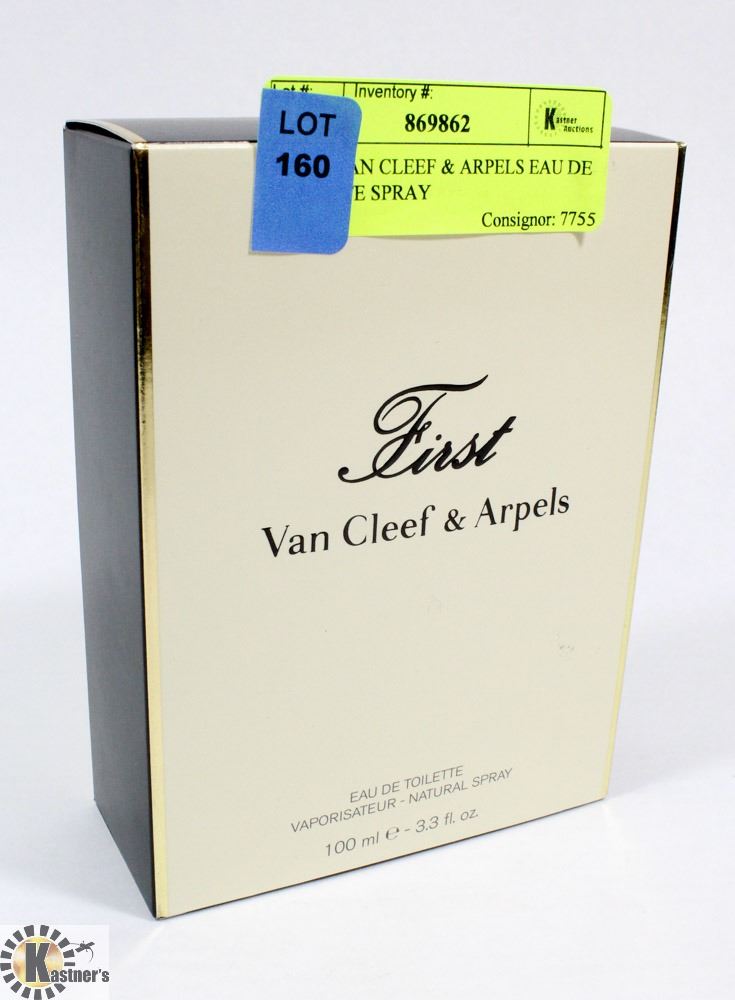 Lot #:
Inventory #:
LOT
160
869862
Kastner
Auctions
AN CLEEF & ARPELS EAU DE
E SPRAY
Consignor: 7755
First
Van Cleef & Arpels
EAU DE TOILETTE
VAPORISATEUR - NATURAL SPRAY
100 ml ℮ - 3.3 fl. oz.
KASTNER'S